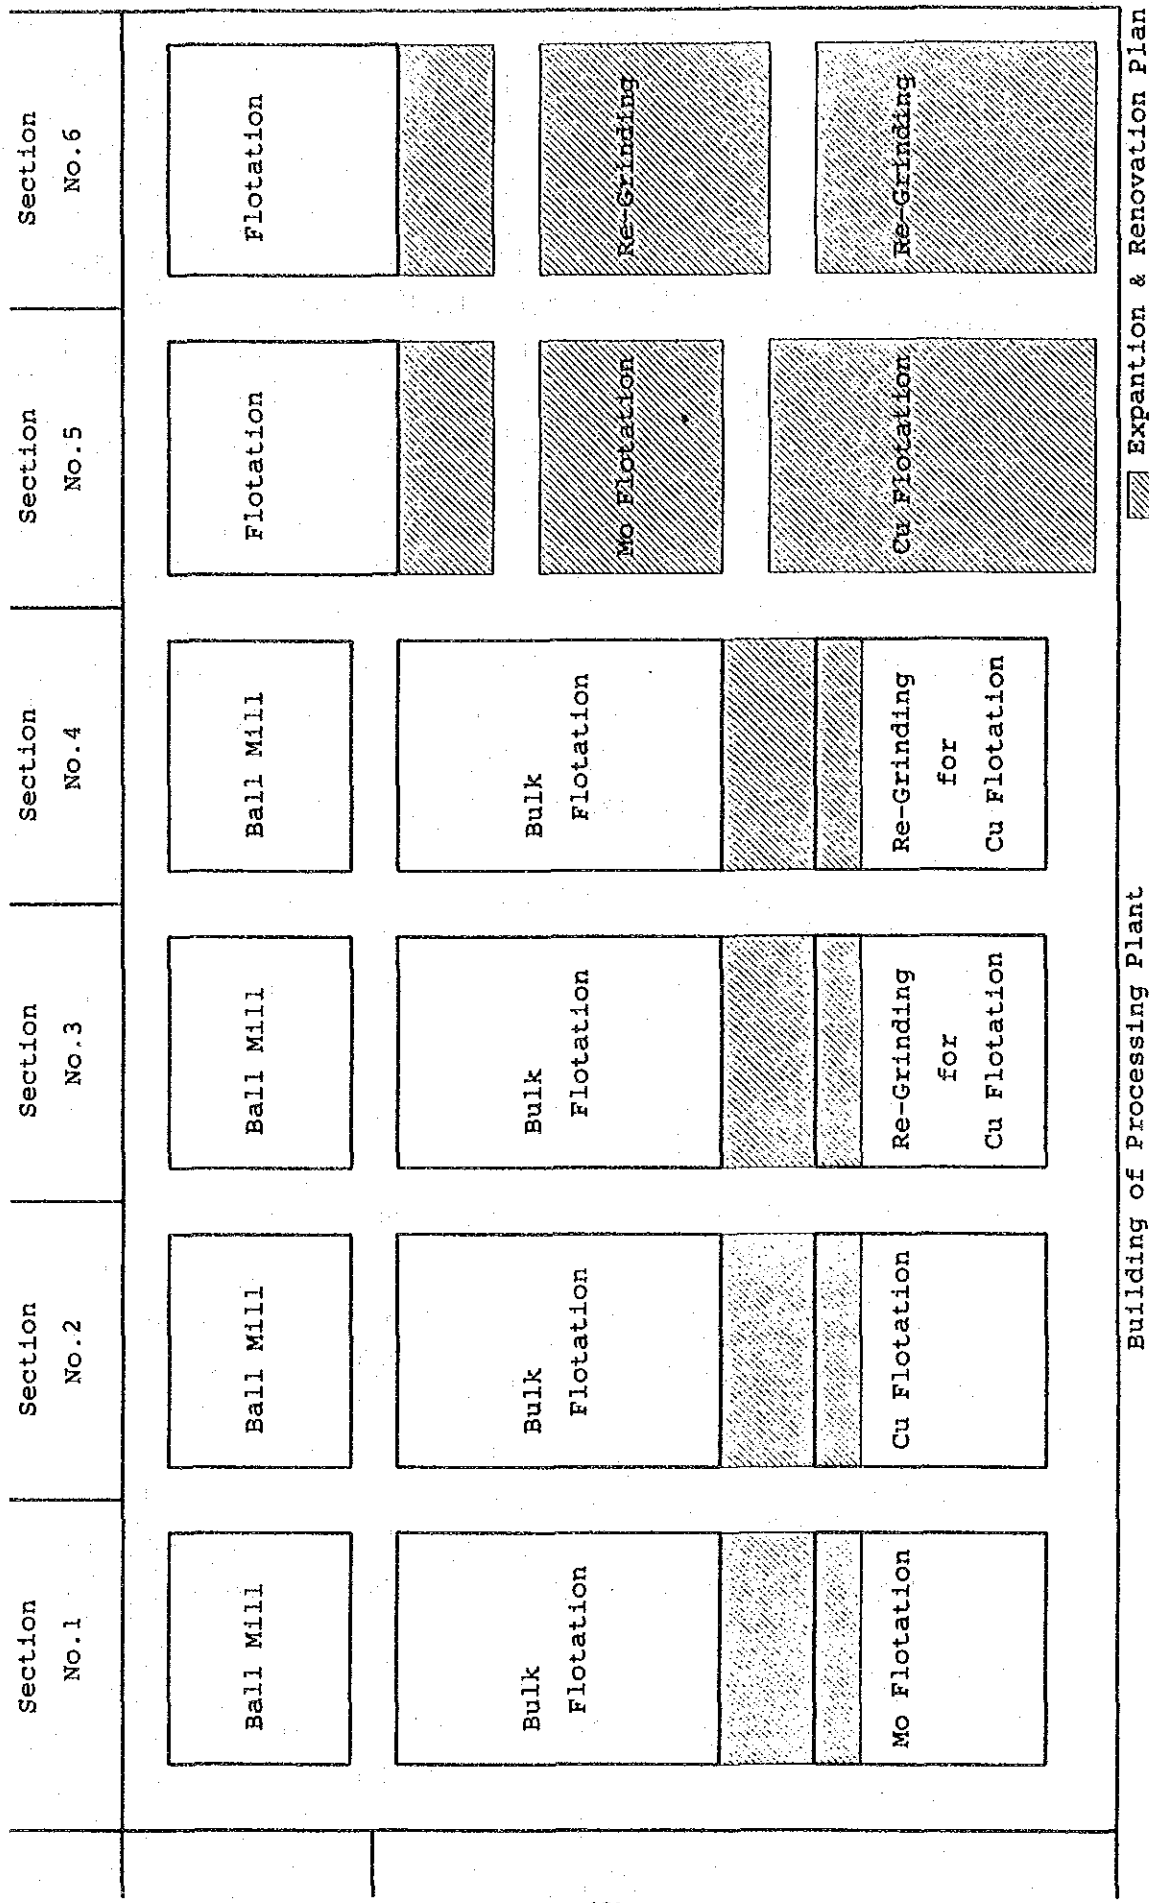 Section
No.1
Section
No.2
Section
No.3
Section
No.4
Section
No.5
Section
No.6
Ball Mill
Ball Mill
Ball Mill
Ball Mill
Flotation
Flotation
Bulk
Flotation
Bulk
Flotation
Bulk
Flotation
Bulk
Flotation
Mo Flotation
Re-Grinding
Mo Flotation
Cu Flotation
Re-Grinding
for
Cu Flotation
Re-Grinding
for
Cu Flotation
Cu Flotation
Re-Grinding
Building of Processing Plant
Expantion & Renovation Plan